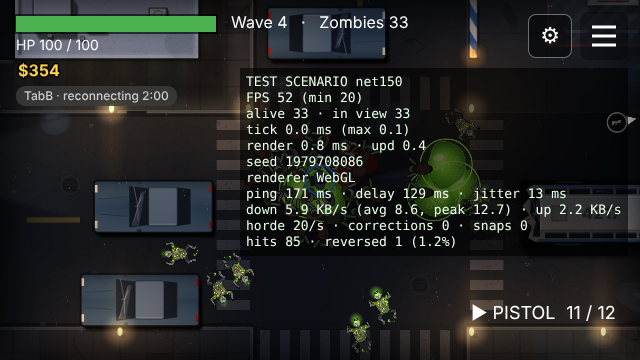 Wave 4 · Zombies 33
HP 100 / 100
$354
TabB · reconnecting 2:00
TEST SCENARIO net150
FPS 52 (min 20)
alive 33 · in view 33
tick 0.0 ms (max 0.1)
render 0.8 ms · upd 0.4
seed 1979708086
renderer WebGL
ping 171 ms · delay 129 ms · jitter 13 ms
down 5.9 KB/s (avg 8.6, peak 12.7) · up 2.2 KB/s
horde 20/s · corrections 0 · snaps 0
hits 85 · reversed 1 (1.2%)
PISTOL 11 / 12